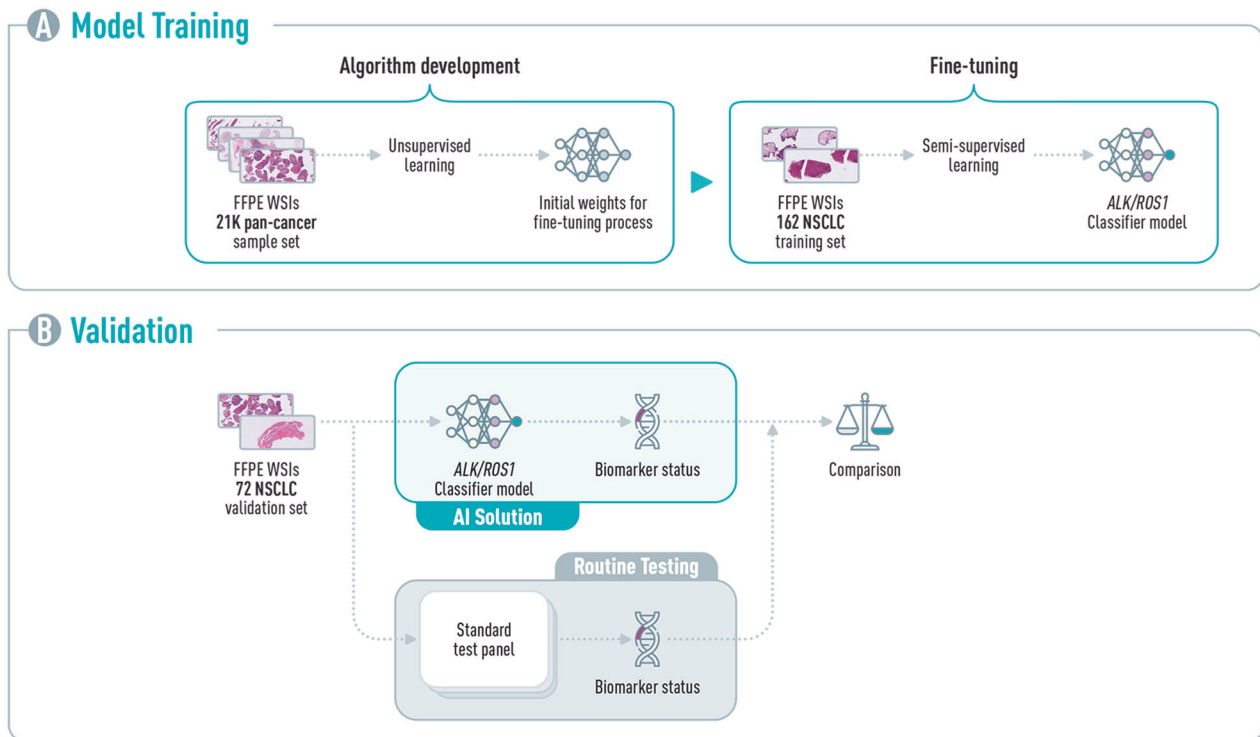 A Model Training
Algorithm development
Fine-tuning
Unsupervised
learning
FFPE WSIs
21K pan-cancer
sample set
Initial weights for
fine-tuning process
Semi-supervised
learning
FFPE WSIs
162 NSCLC
training set
ALK/ROS1
Classifier model
B Validation
FFPE WSIs
72 NSCLC
validation set
ALK/ROS1
Classifier model
Biomarker status
AI Solution
Comparison
Routine Testing
Standard
test panel
Biomarker status